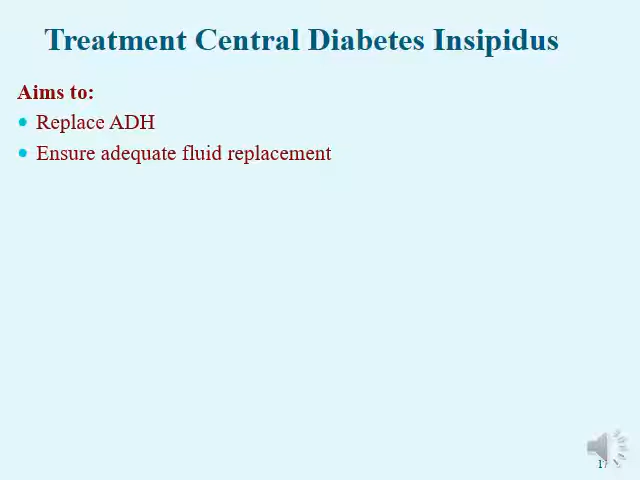 Treatment Central Diabetes Insipidus
Aims to:
• Replace ADH
• Ensure adequate fluid replacement